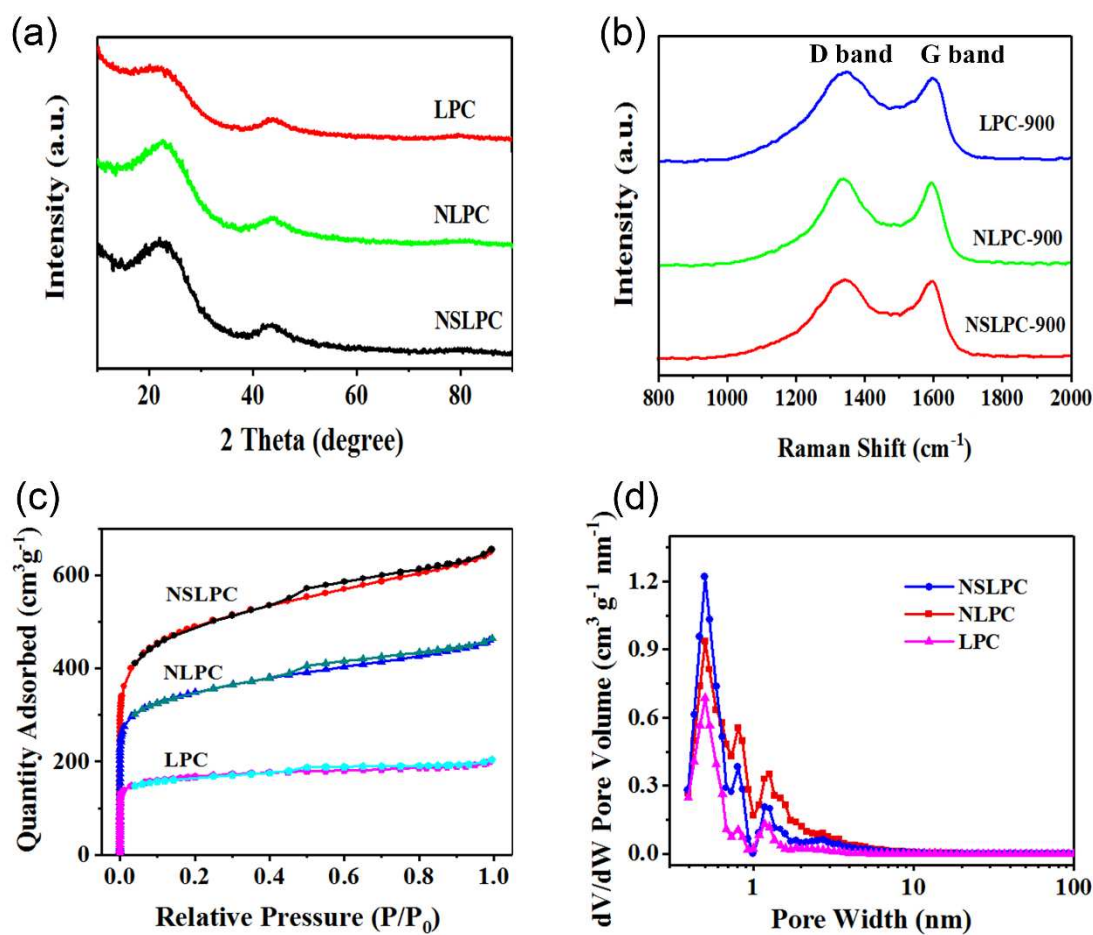 (a)
Intensity (a.u.)
LPC
NLPC
NSLPC
20 40 60 80
2 Theta (degree)
(b)
Intensity (a.u.)
D band G band
LPC-900
NLPC-900
NSLPC-900
800 1000 1200 1400 1600 1800 2000
Raman Shift (cm⁻¹)
(c)
Quantity Adsorbed (cm³g⁻¹)
600
400
200
0
NSLPC
NLPC
LPC
0.0 0.2 0.4 0.6 0.8 1.0
Relative Pressure (P/P₀)
(d)
dV/dW Pore Volume (cm³ g⁻¹ nm⁻¹)
1.2
0.9
0.6
0.3
0.0
NSLPC
NLPC
LPC
1 10 100
Pore Width (nm)